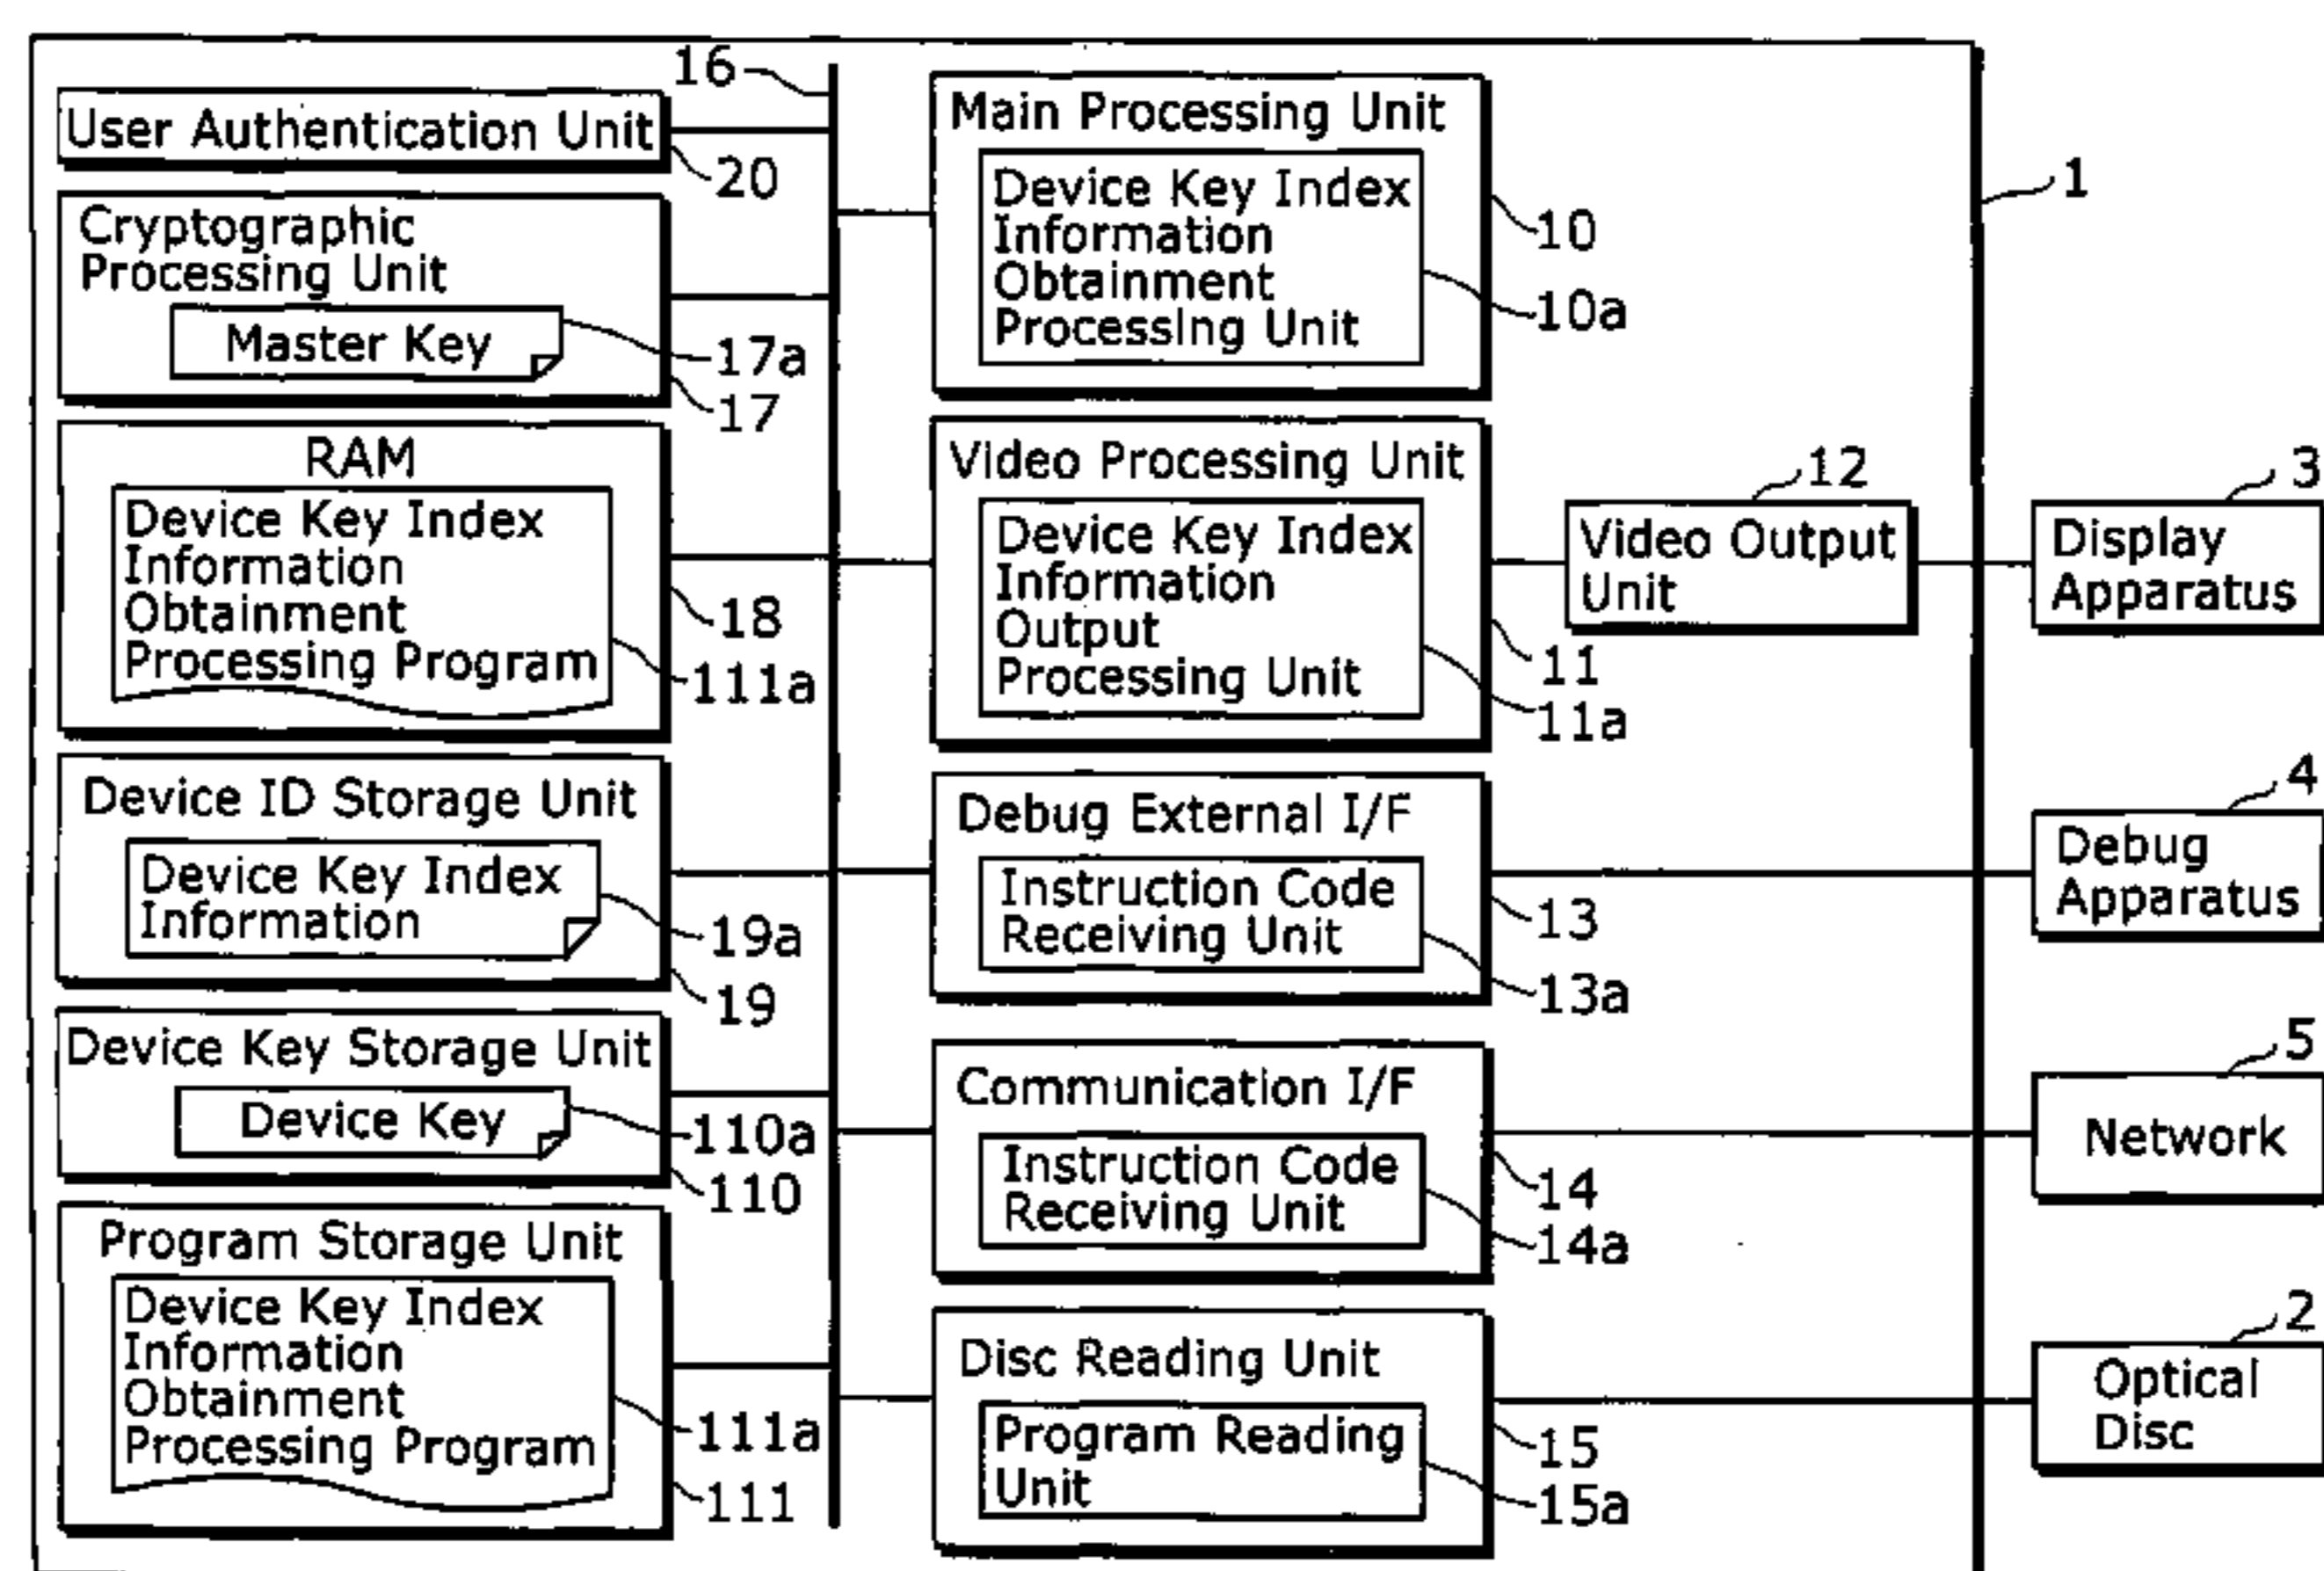 16
User Authentication Unit
20
Cryptographic
Processing Unit
Master Key
17a
17
RAM
Device Key Index
Information
Obtainment
Processing Program
18
111a
Device ID Storage Unit
Device Key Index
Information
19a
19
Device Key Storage Unit
Device Key
110a
110
Program Storage Unit
Device Key Index
Information
Obtainment
Processing Program
111a
111
Main Processing Unit
Device Key Index
Information
Obtainment
Processing Unit
10
10a
Video Processing Unit
Device Key Index
Information
Output
Processing Unit
11
11a
12
Video Output
Unit
Debug External I/F
Instruction Code
Receiving Unit
13
13a
Communication I/F
Instruction Code
Receiving Unit
14
14a
Disc Reading Unit
Program Reading
Unit
15
15a
1
3
Display
Apparatus
4
Debug
Apparatus
5
Network
2
Optical
Disc